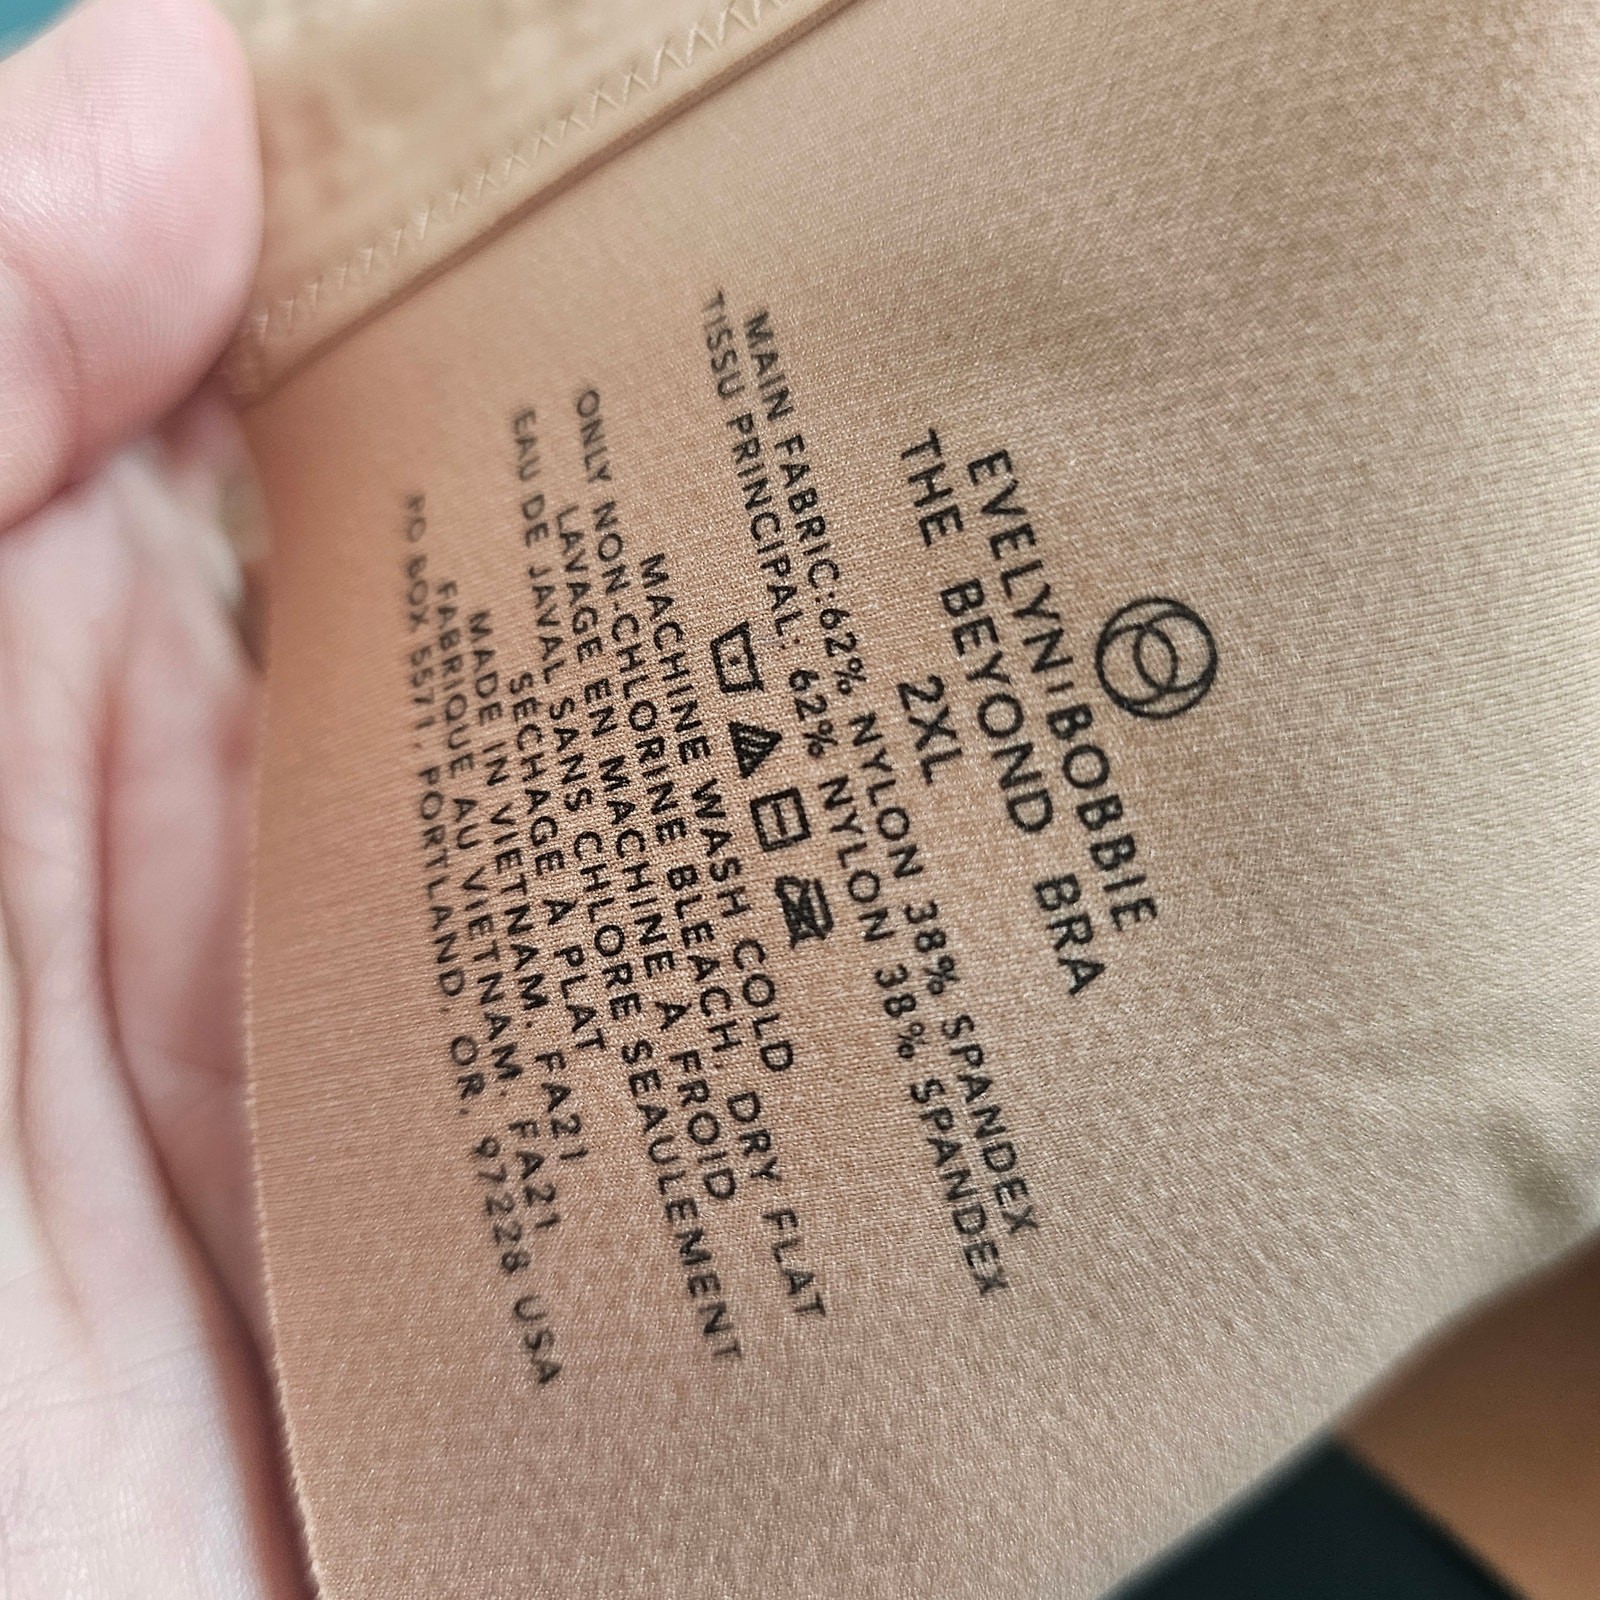 EVELYN|BOBBIE
THE BEYOND BRA
2XL
MAIN FABRIC:62% NYLON 38% SPANDEX
TISSU PRINCIPAL: 62% NYLON 38% SPANDEX
MACHINE WASH COLD
ONLY NON-CHLORINE BLEACH. DRY FLAT
LAVAGE EN MACHINE A FROID
EAU DE JAVAL SANS CHLORE SEAULEMENT
SECHAGE A PLAT
MADE IN VIETNAM. FA21
FABRIQUE AU VIETNAM. FA21
PO BOX 5571, PORTLAND, OR. 97228 USA